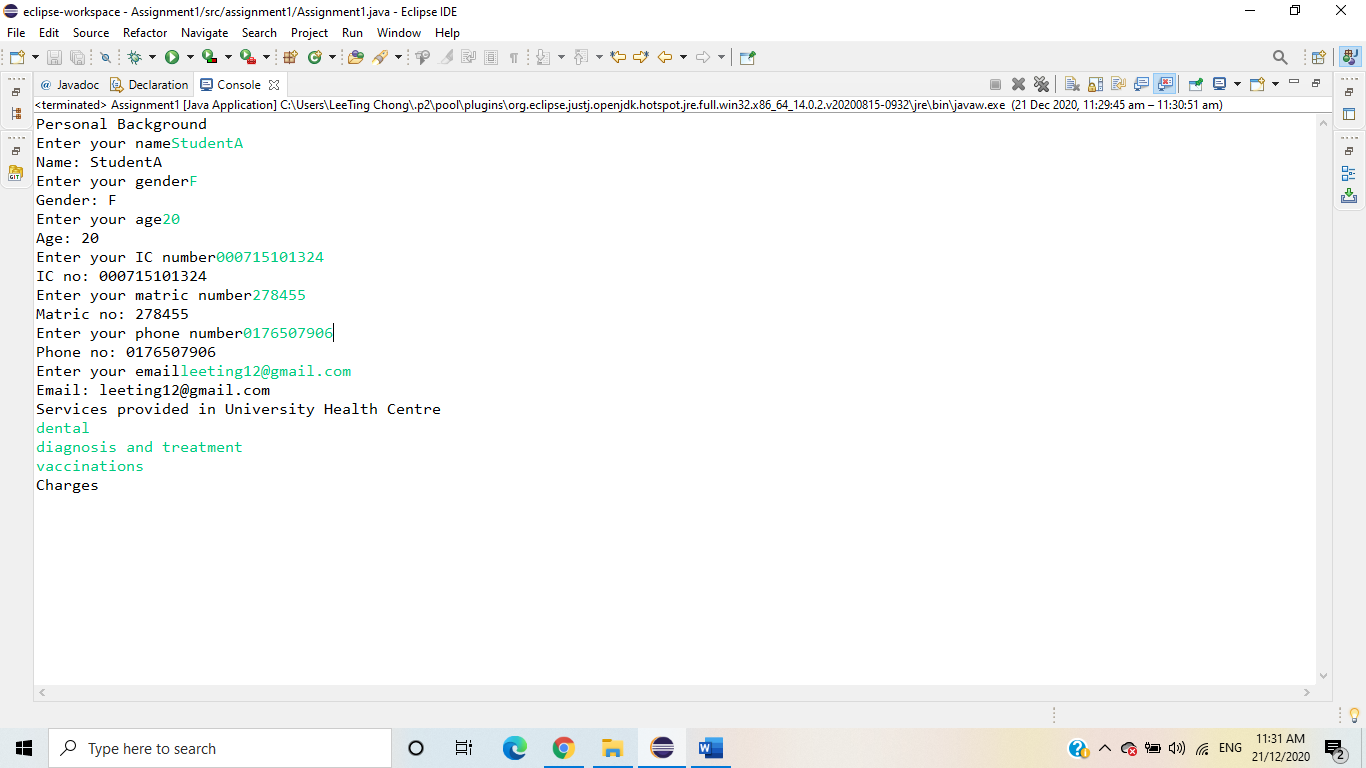 eclipse-workspace - Assignment1/src/assignment1/Assignment1.java - Eclipse IDE
File Edit Source Refactor Navigate Search Project Run Window Help
@ Javadoc Declaration Console
<terminated> Assignment1 [Java Application] C:\Users\LeeTing Chong\.p2\pool\plugins\org.eclipse.justj.openjdk.hotspot.jre.full.win32.x86_64_14.0.2.v20200815-0932\jre\bin\javaw.exe (21 Dec 2020, 11:29:45 am – 11:30:51 am)
Personal Background
Enter your nameStudentA
Name: StudentA
Enter your genderF
Gender: F
Enter your age20
Age: 20
Enter your IC number000715101324
IC no: 000715101324
Enter your matric number278455
Matric no: 278455
Enter your phone number0176507906
Phone no: 0176507906
Enter your emailleeting12@gmail.com
Email: leeting12@gmail.com
Services provided in University Health Centre
dental
diagnosis and treatment
vaccinations
Charges
GIT
Type here to search
ENG
11:31 AM
21/12/2020
2